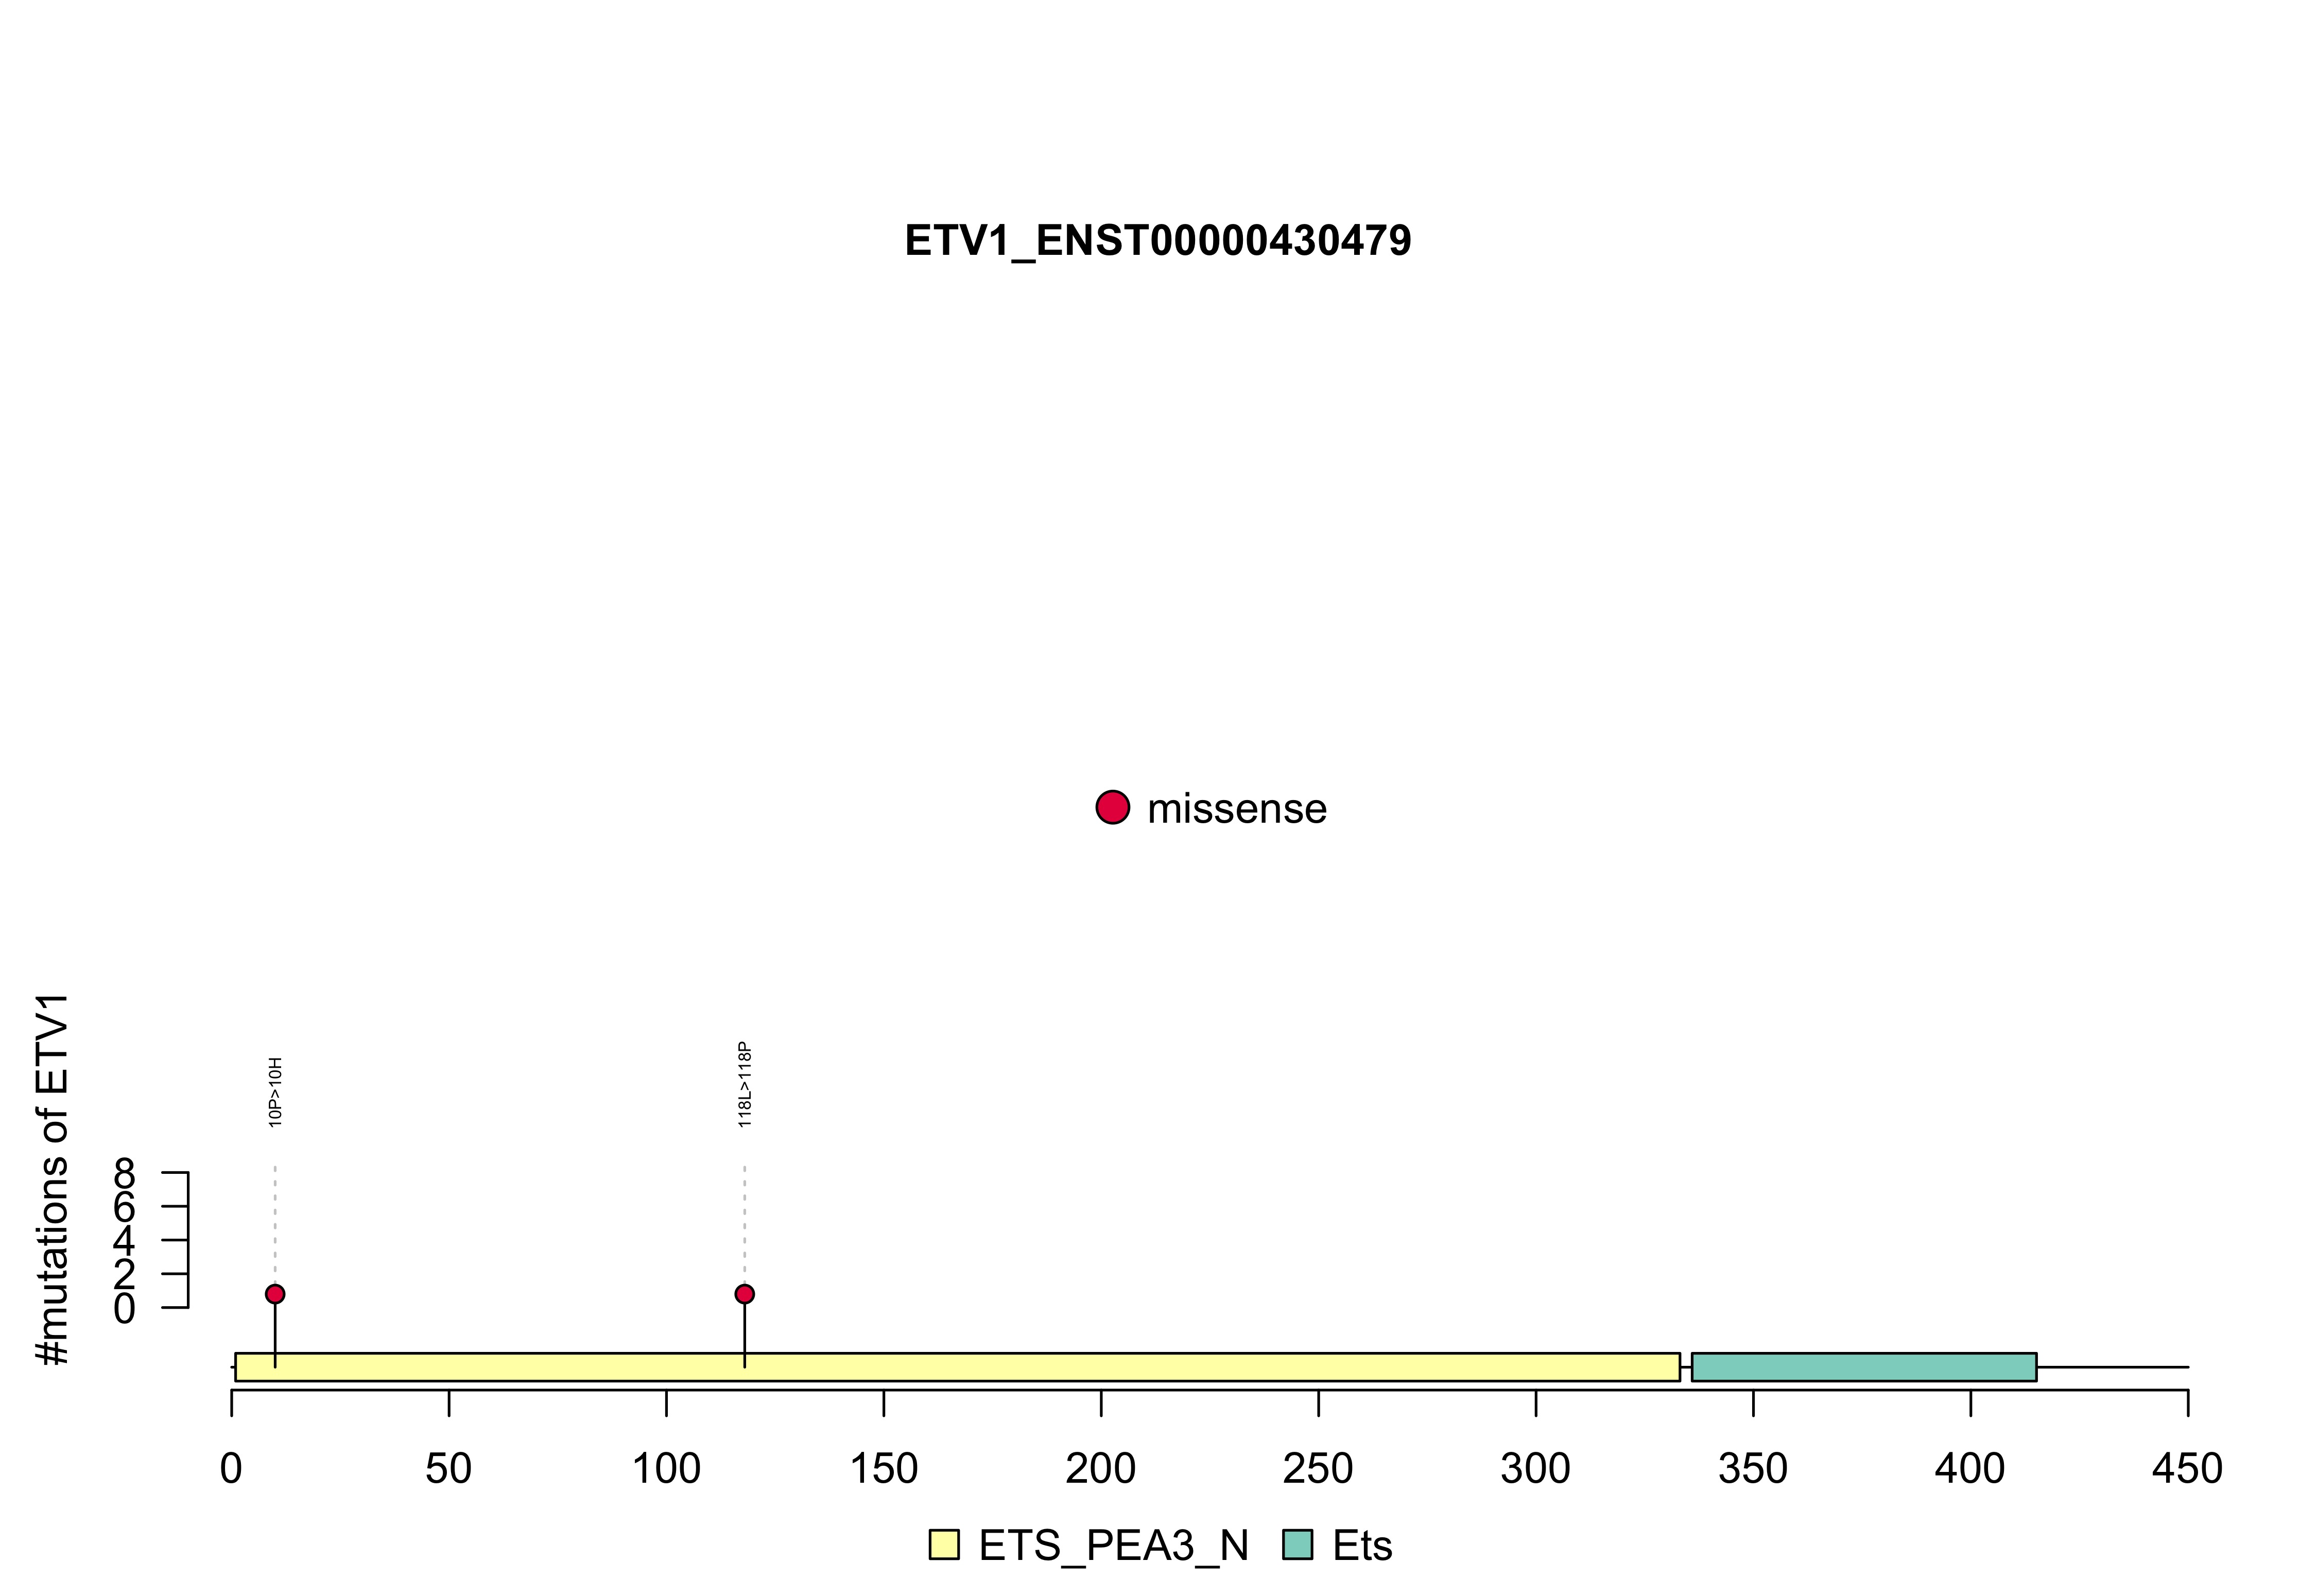 ETV1_ENST00000430479
missense
#mutations of ETV1
10P>10H
118L>118P
8
6
4
2
0
0 50 100 150 200 250 300 350 400 450
ETS_PEA3_N Ets